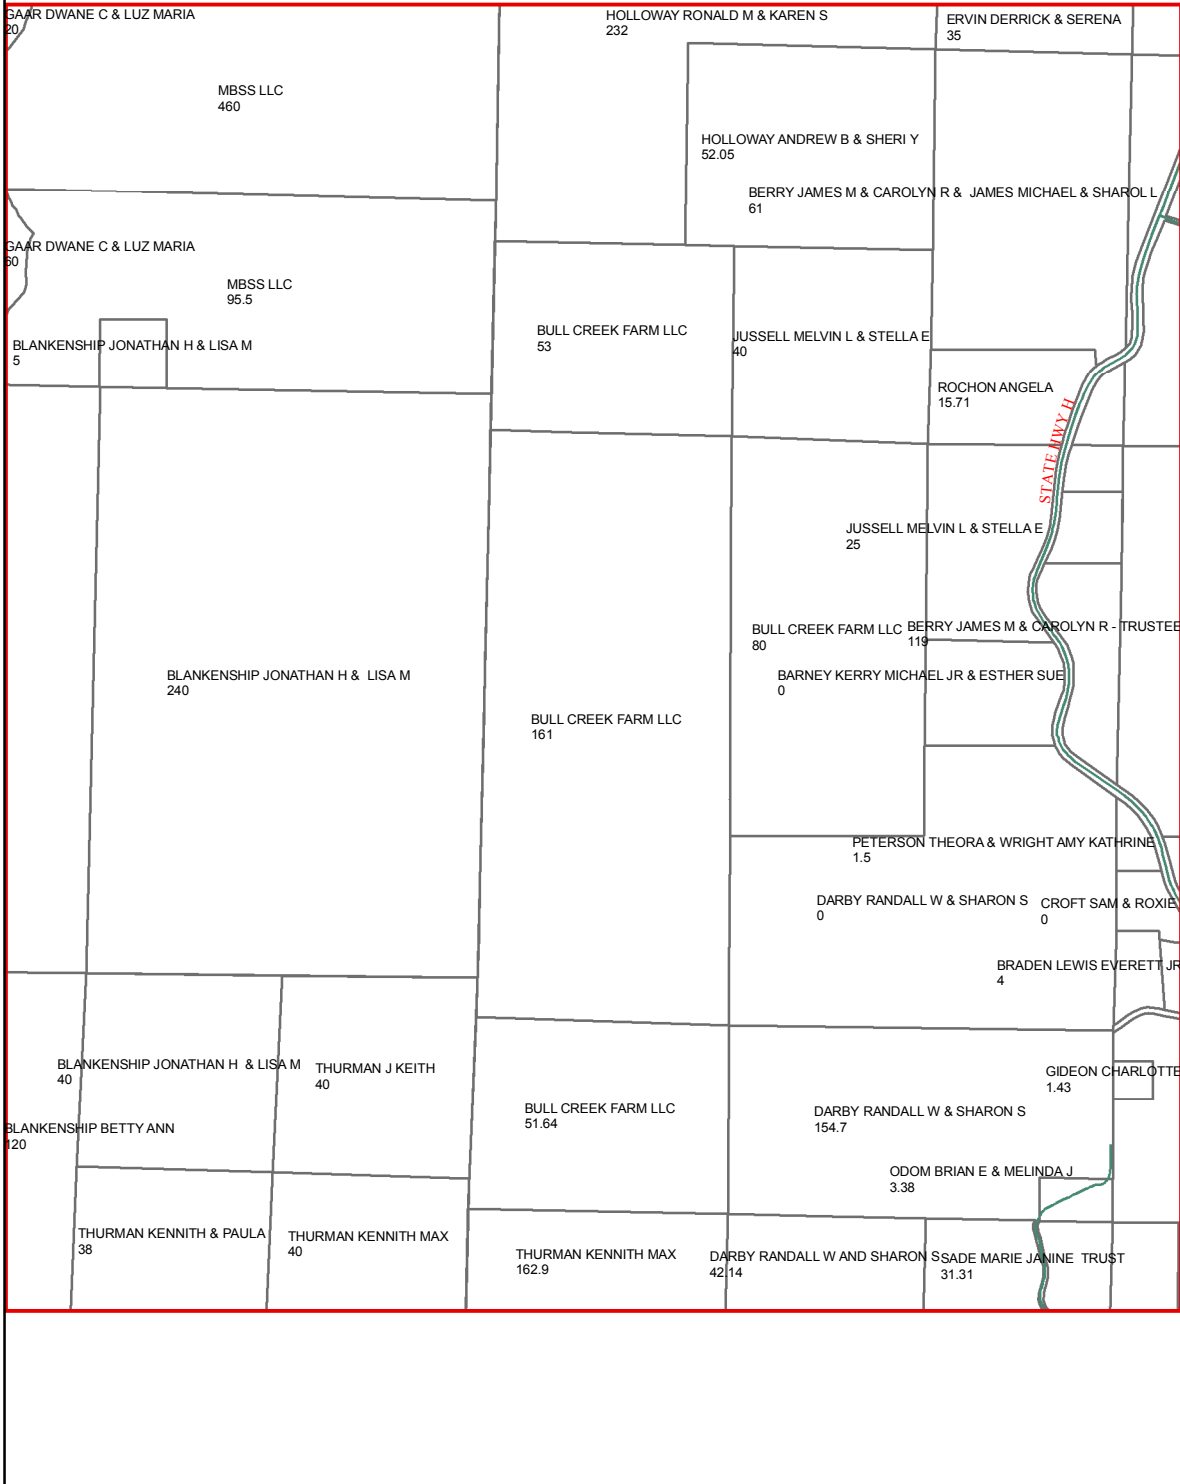 GAAR DWANE C & LUZ MARIA
20
HOLLOWAY RONALD M & KAREN S
232
ERVIN DERRICK & SERENA
35
MBSS LLC
460
HOLLOWAY ANDREW B & SHERI Y
52.05
BERRY JAMES M & CAROLYN R & JAMES MICHAEL & SHAROL L
61
GAAR DWANE C & LUZ MARIA
60
MBSS LLC
95.5
BULL CREEK FARM LLC
53
JUSSELL MELVIN L & STELLA E
40
BLANKENSHIP JONATHAN H & LISA M
5
ROCHON ANGELA
15.71
STATE HWY H
JUSSELL MELVIN L & STELLA E
25
BULL CREEK FARM LLC
80
BERRY JAMES M & CAROLYN R - TRUSTEE
119
BLANKENSHIP JONATHAN H & LISA M
240
BARNEY KERRY MICHAEL JR & ESTHER SUE
0
BULL CREEK FARM LLC
161
PETERSON THEORA & WRIGHT AMY KATHRINE
1.5
DARBY RANDALL W & SHARON S
0
CROFT SAM & ROXIE
0
BRADEN LEWIS EVERETT JR
4
BLANKENSHIP JONATHAN H & LISA M
40
THURMAN J KEITH
40
GIDEON CHARLOTTE
1.43
BULL CREEK FARM LLC
51.64
DARBY RANDALL W & SHARON S
154.7
BLANKENSHIP BETTY ANN
120
ODOM BRIAN E & MELINDA J
3.38
THURMAN KENNITH & PAULA
38
THURMAN KENNITH MAX
40
THURMAN KENNITH MAX
162.9
DARBY RANDALL W AND SHARON S
42.14
SADE MARIE JANINE TRUST
31.31